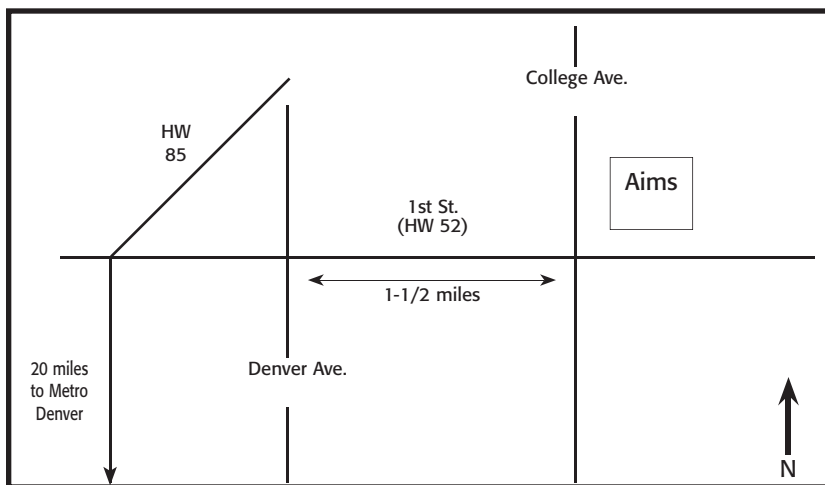 College Ave.
HW
85
Aims
1st St.
(HW 52)
1-1/2 miles
20 miles
to Metro
Denver
Denver Ave.
N